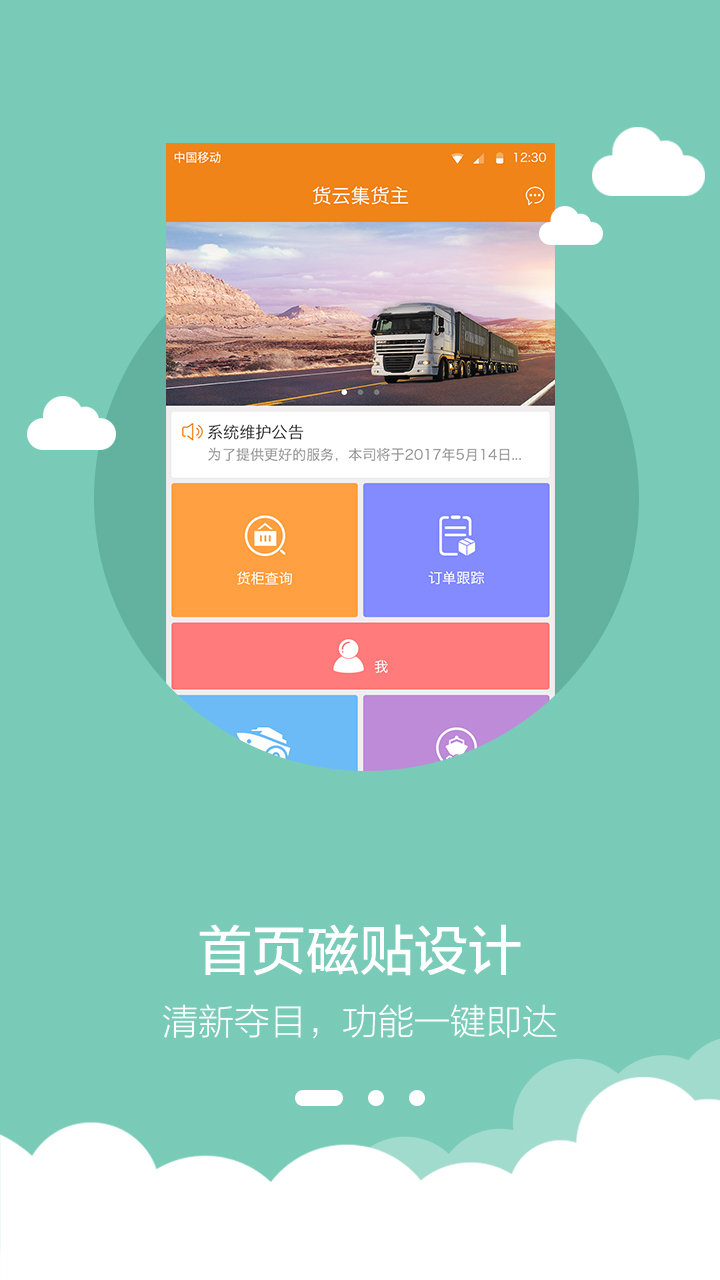 中国移动 12:30
货云集货主
系统维护公告
为了提供更好的服务，本司将于2017年5月14日...
货柜查询
订单跟踪
我
首页磁贴设计
清新夺目，功能一键即达